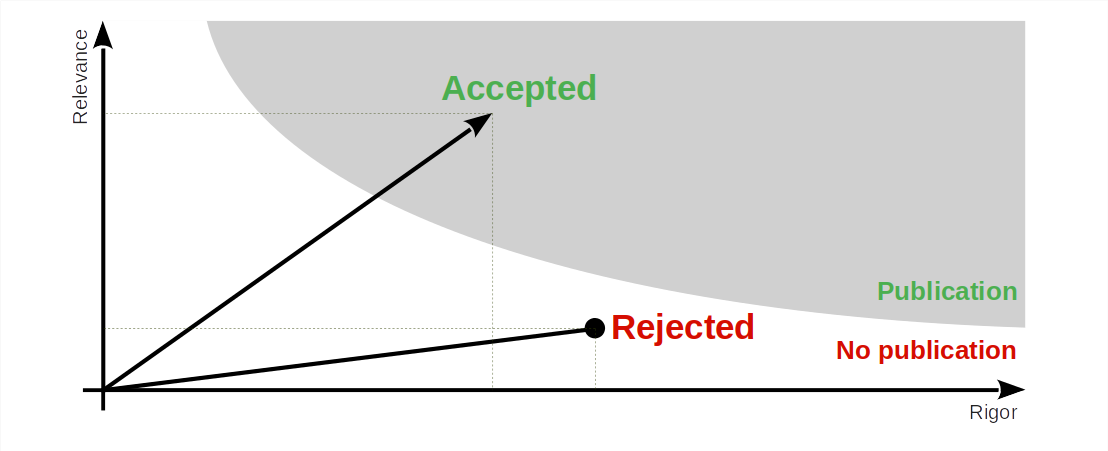 Relevance
Accepted
Publication
Rejected
No publication
Rigor